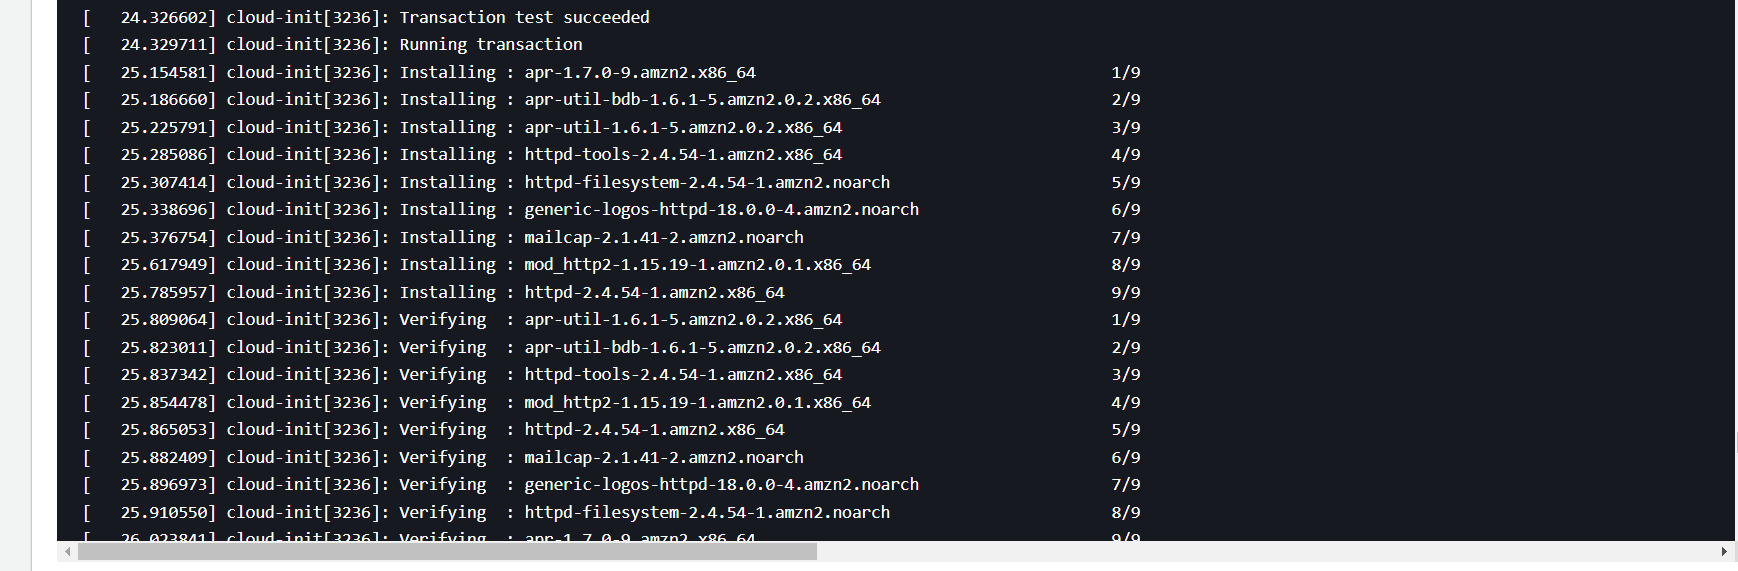 [   24.326602] cloud-init[3236]: Transaction test succeeded
[   24.329711] cloud-init[3236]: Running transaction
[   25.154581] cloud-init[3236]: Installing : apr-1.7.0-9.amzn2.x86_64                                     1/9
[   25.186660] cloud-init[3236]: Installing : apr-util-bdb-1.6.1-5.amzn2.0.2.x86_64                        2/9
[   25.225791] cloud-init[3236]: Installing : apr-util-1.6.1-5.amzn2.0.2.x86_64                            3/9
[   25.285086] cloud-init[3236]: Installing : httpd-tools-2.4.54-1.amzn2.x86_64                            4/9
[   25.307414] cloud-init[3236]: Installing : httpd-filesystem-2.4.54-1.amzn2.noarch                       5/9
[   25.338696] cloud-init[3236]: Installing : generic-logos-httpd-18.0.0-4.amzn2.noarch                    6/9
[   25.376754] cloud-init[3236]: Installing : mailcap-2.1.41-2.amzn2.noarch                                7/9
[   25.617949] cloud-init[3236]: Installing : mod_http2-1.15.19-1.amzn2.0.1.x86_64                         8/9
[   25.785957] cloud-init[3236]: Installing : httpd-2.4.54-1.amzn2.x86_64                                  9/9
[   25.809064] cloud-init[3236]: Verifying  : apr-util-1.6.1-5.amzn2.0.2.x86_64                            1/9
[   25.823011] cloud-init[3236]: Verifying  : apr-util-bdb-1.6.1-5.amzn2.0.2.x86_64                        2/9
[   25.837342] cloud-init[3236]: Verifying  : httpd-tools-2.4.54-1.amzn2.x86_64                            3/9
[   25.854478] cloud-init[3236]: Verifying  : mod_http2-1.15.19-1.amzn2.0.1.x86_64                         4/9
[   25.865053] cloud-init[3236]: Verifying  : httpd-2.4.54-1.amzn2.x86_64                                  5/9
[   25.882409] cloud-init[3236]: Verifying  : mailcap-2.1.41-2.amzn2.noarch                                6/9
[   25.896973] cloud-init[3236]: Verifying  : generic-logos-httpd-18.0.0-4.amzn2.noarch                    7/9
[   25.910550] cloud-init[3236]: Verifying  : httpd-filesystem-2.4.54-1.amzn2.noarch                       8/9
[   26.023841] cloud-init[3236]: Verifying  : apr-1.7.0-9.amzn2.x86_64                                     9/9